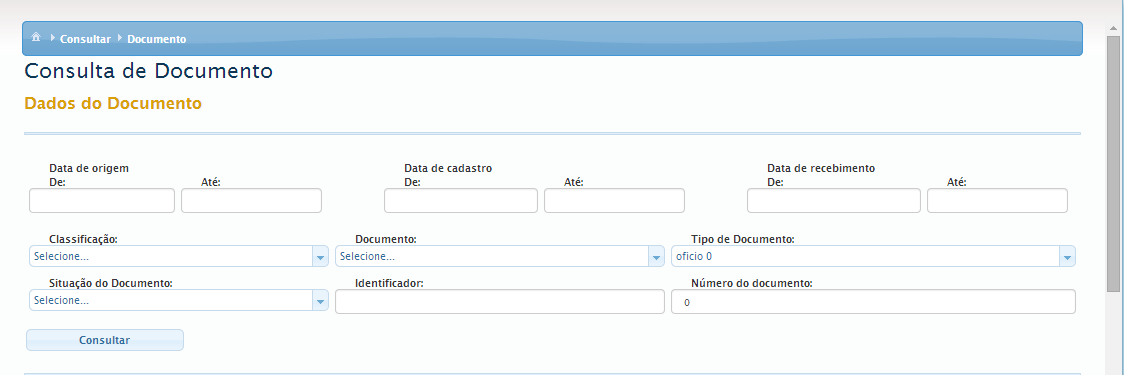 Consultar Documento
Consulta de Documento
Dados do Documento
Data de origem Data de cadastro Data de recebimento
De: Até: De: Até: De: Até:
Classificação: Documento: Tipo de Documento:
Selecione... Selecione... oficio 0
Situação do Documento: Identificador: Número do documento:
Selecione... 0
Consultar